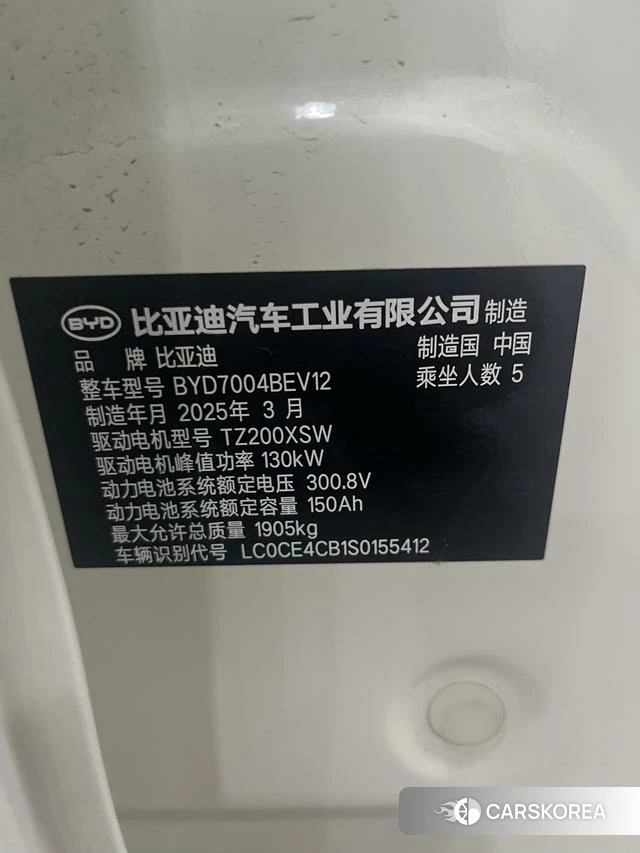 BYD 比亚迪汽车工业有限公司 制造
品 牌 比亚迪 制造国 中国
整车型号 BYD7004BEV12 乘坐人数 5
制造年月 2025年 3 月
驱动电机型号 TZ200XSW
驱动电机峰值功率 130kW
动力电池系统额定电压 300.8V
动力电池系统额定容量 150Ah
最大允许总质量 1905kg
车辆识别代号 LC0CE4CB1S0155412
CARSKOREA